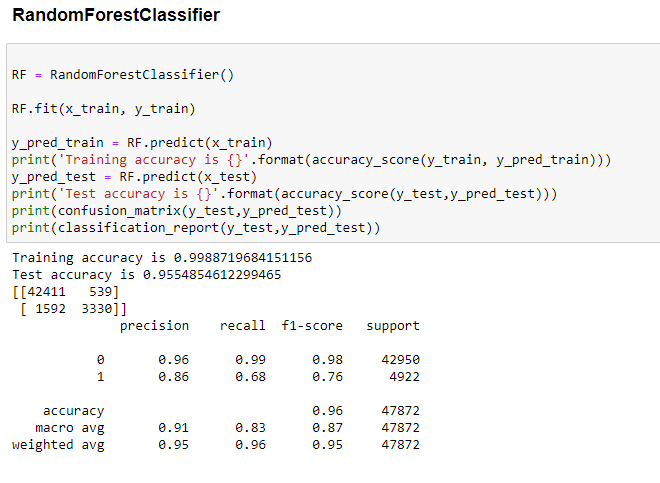 RandomForestClassifier
RF = RandomForestClassifier()
RF.fit(x_train, y_train)
y_pred_train = RF.predict(x_train)
print('Training accuracy is {}'.format(accuracy_score(y_train, y_pred_train)))
y_pred_test = RF.predict(x_test)
print('Test accuracy is {}'.format(accuracy_score(y_test,y_pred_test)))
print(confusion_matrix(y_test,y_pred_test))
print(classification_report(y_test,y_pred_test))
Training accuracy is 0.9988719684151156
Test accuracy is 0.9554854612299465
[[42411   539]
 [ 1592  3330]]
              precision    recall  f1-score   support
           0       0.96      0.99      0.98     42950
           1       0.86      0.68      0.76      4922
    accuracy                           0.96     47872
   macro avg       0.91      0.83      0.87     47872
weighted avg       0.95      0.96      0.95     47872